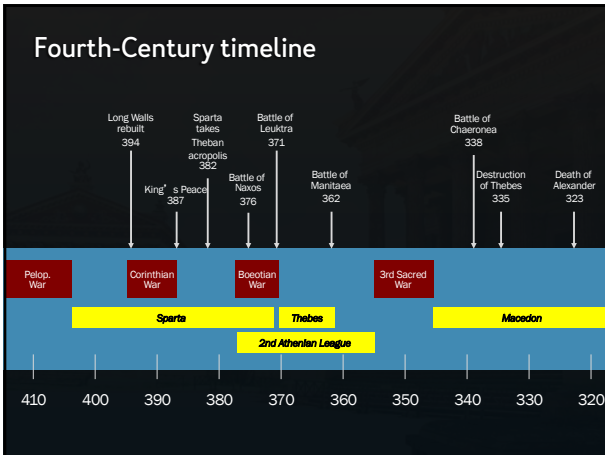 Fourth-Century timeline
Long Walls
rebuilt
394
King’ s Peace
387
Sparta
takes
Theban
acropolis
382
Battle of
Naxos
376
Battle of
Leuktra
371
Battle of
Manitaea
362
Battle of
Chaeronea
338
Destruction
of Thebes
335
Death of
Alexander
323
Pelop.
War
Corinthian
War
Boeotian
War
3rd Sacred
War
Sparta
Thebes
Macedon
2nd Athenian League
410 400 390 380 370 360 350 340 330 320